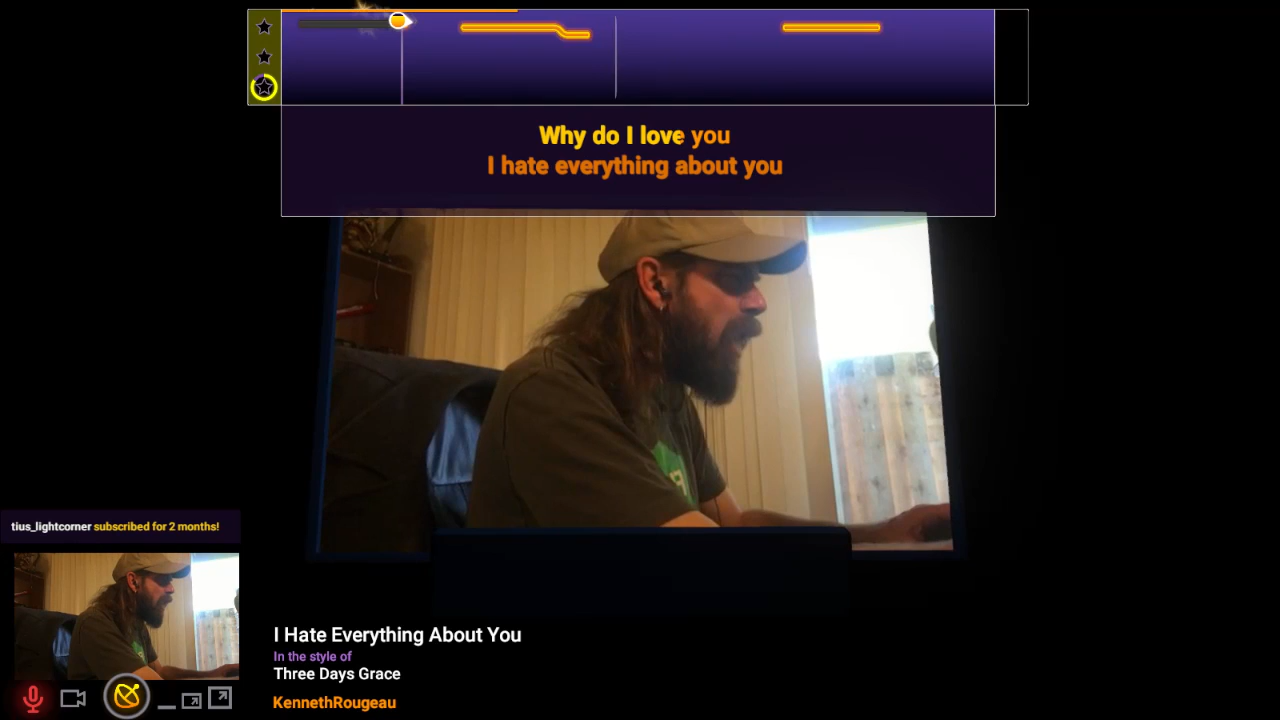 Why do I love you
I hate everything about you
tius_lightcorner subscribed for 2 months!
I Hate Everything About You
In the style of
Three Days Grace
KennethRougeau